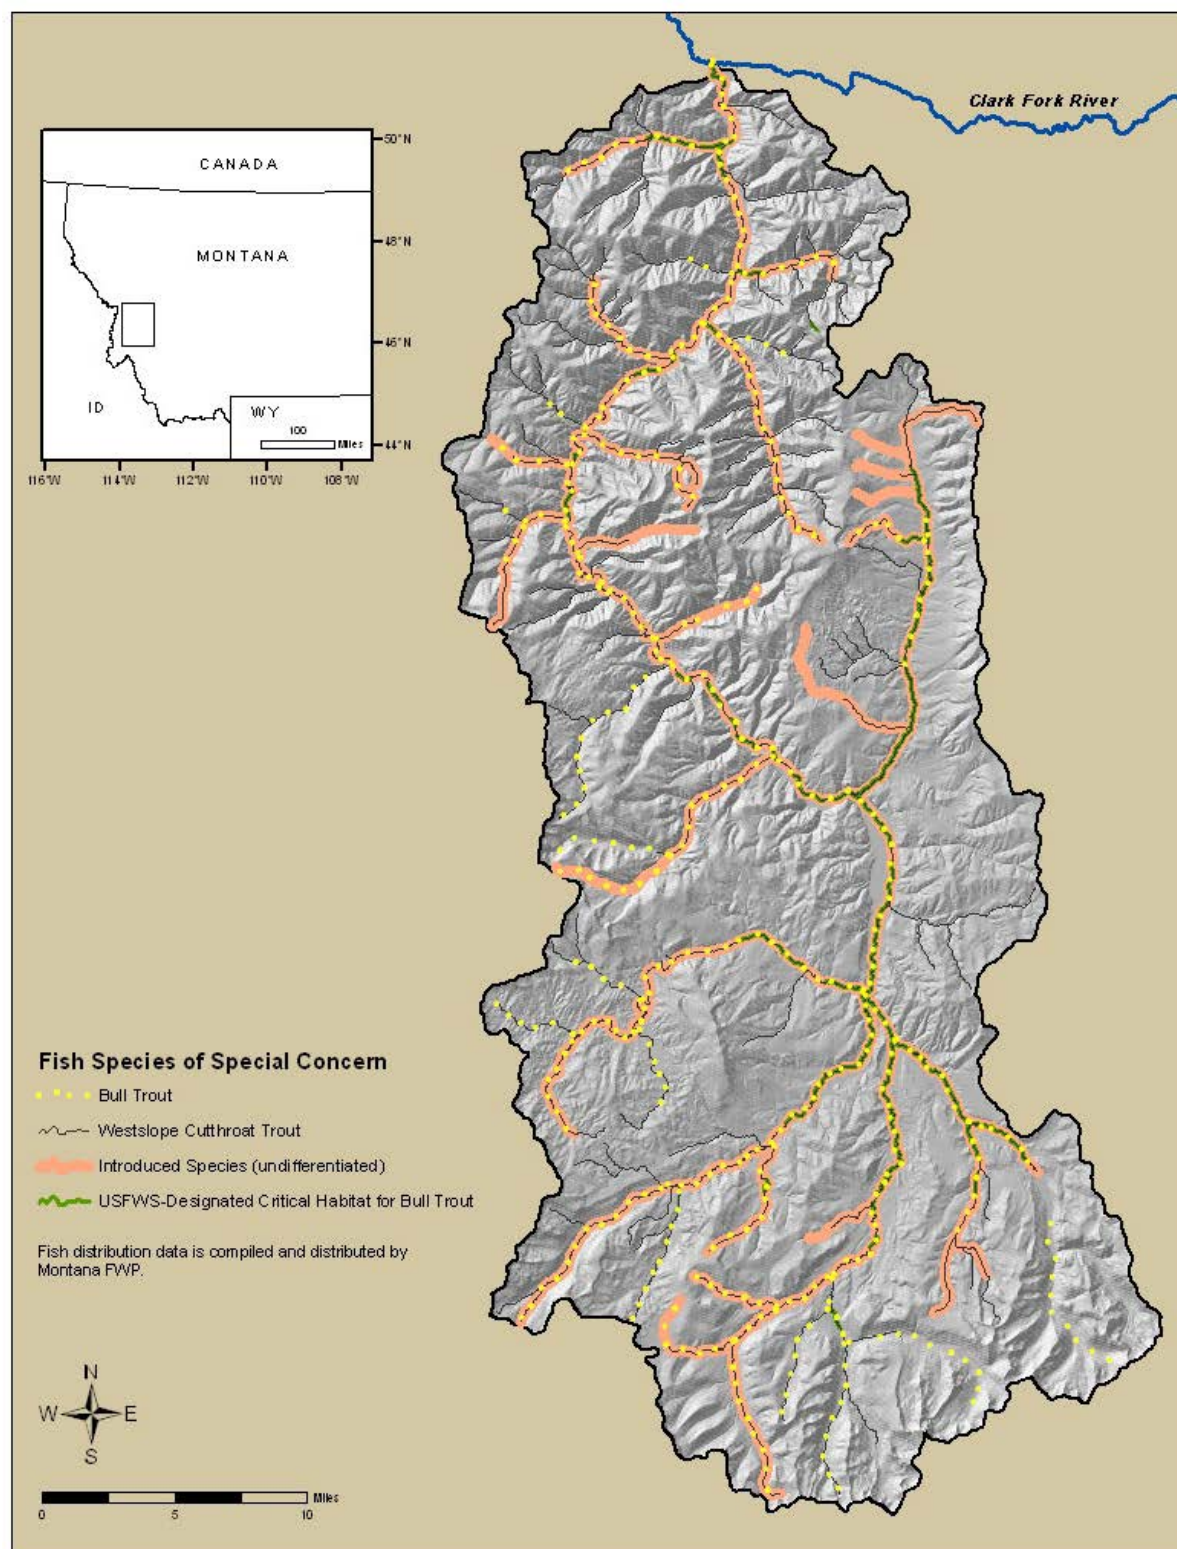 Clark Fork River
CANADA
MONTANA
ID
WY
100
Miles
50°N
48°N
46°N
44°N
116°W
114°W
112°W
110°W
108°W
Fish Species of Special Concern
Bull Trout
Westslope Cutthroat Trout
Introduced Species (undifferentiated)
USFWS-Designated Critical Habitat for Bull Trout
Fish distribution data is compiled and distributed by
Montana FWP.
N
W E
S
Miles
0 5 10